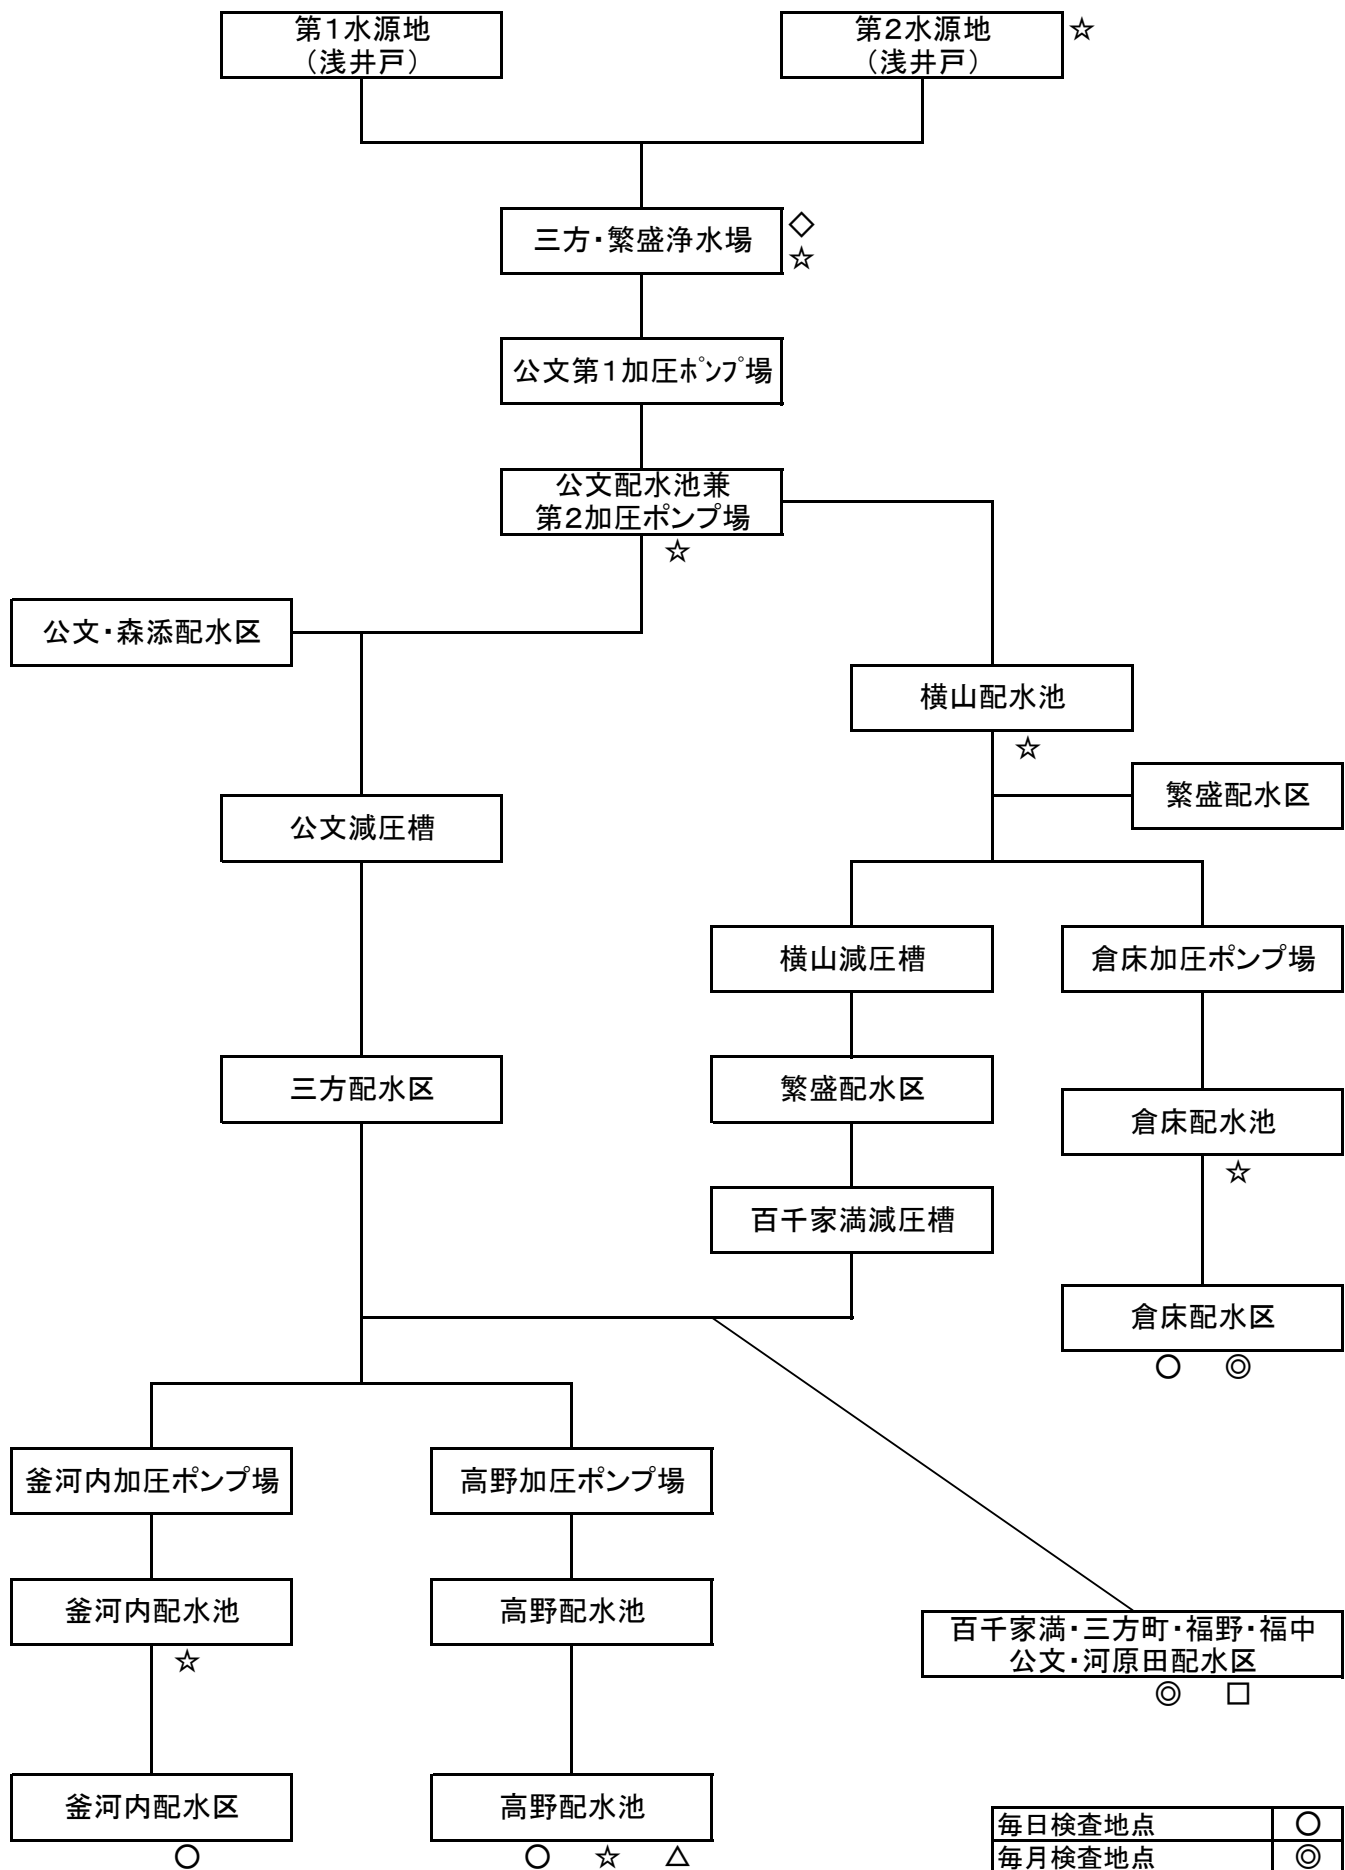 第1水源地
（浅井戸）
第2水源地
（浅井戸）
☆
三方・繁盛浄水場
◇
☆
公文第1加圧ﾎﾟﾝﾌﾟ場
公文配水池兼
第2加圧ポンプ場
☆
公文・森添配水区
横山配水池
☆
繁盛配水区
公文減圧槽
横山減圧槽
倉床加圧ポンプ場
三方配水区
繁盛配水区
倉床配水池
☆
百千家満減圧槽
倉床配水区
○ ◎
釜河内加圧ポンプ場
高野加圧ポンプ場
釜河内配水池
☆
高野配水池
百千家満・三方町・福野・福中
公文・河原田配水区
◎ □
釜河内配水区
○
高野配水池
○ ☆ △
毎日検査地点 ○
毎月検査地点 ◎